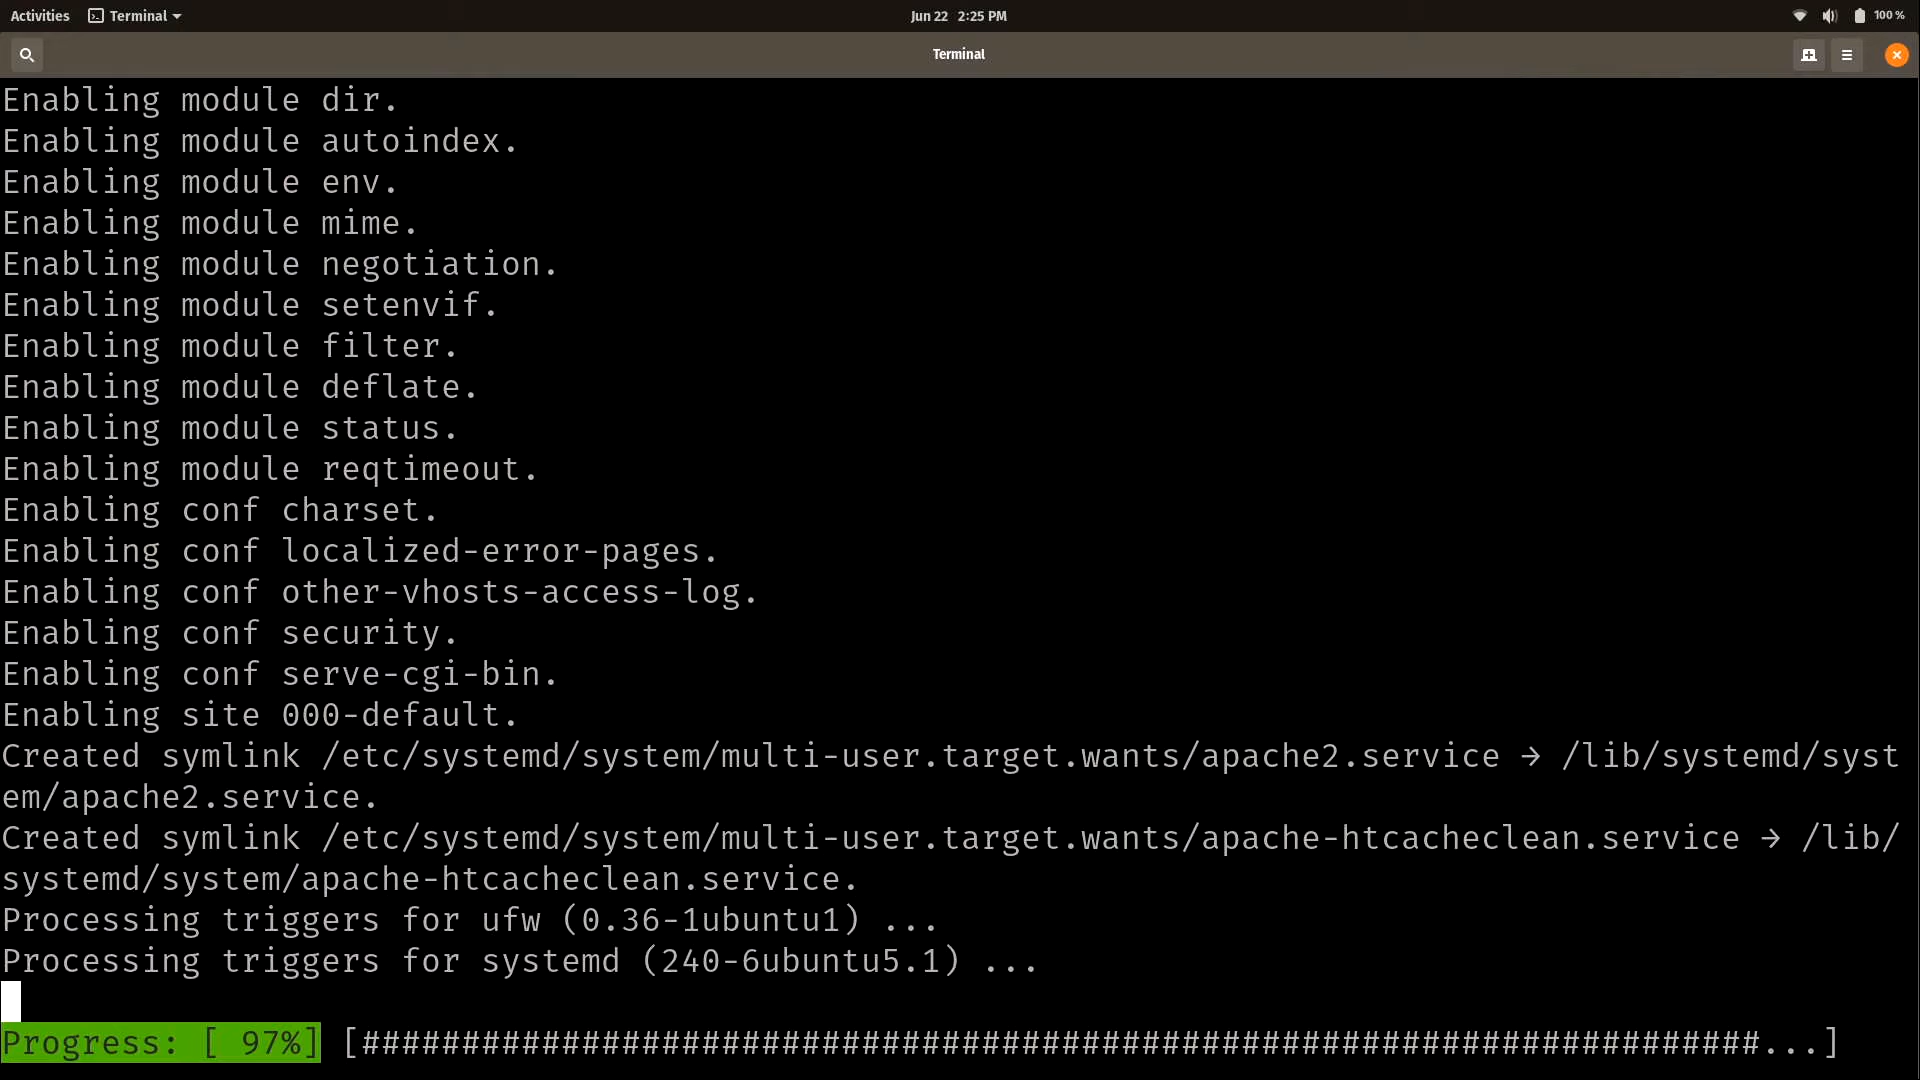 Activities Terminal Jun 22 2:25 PM 100 %
Terminal
Enabling module dir.
Enabling module autoindex.
Enabling module env.
Enabling module mime.
Enabling module negotiation.
Enabling module setenvif.
Enabling module filter.
Enabling module deflate.
Enabling module status.
Enabling module reqtimeout.
Enabling conf charset.
Enabling conf localized-error-pages.
Enabling conf other-vhosts-access-log.
Enabling conf security.
Enabling conf serve-cgi-bin.
Enabling site 000-default.
Created symlink /etc/systemd/system/multi-user.target.wants/apache2.service → /lib/systemd/syst
em/apache2.service.
Created symlink /etc/systemd/system/multi-user.target.wants/apache-htcacheclean.service → /lib/
systemd/system/apache-htcacheclean.service.
Processing triggers for ufw (0.36-1ubuntu1) ...
Processing triggers for systemd (240-6ubuntu5.1) ...
Progress: [ 97%] [######################################################################...]